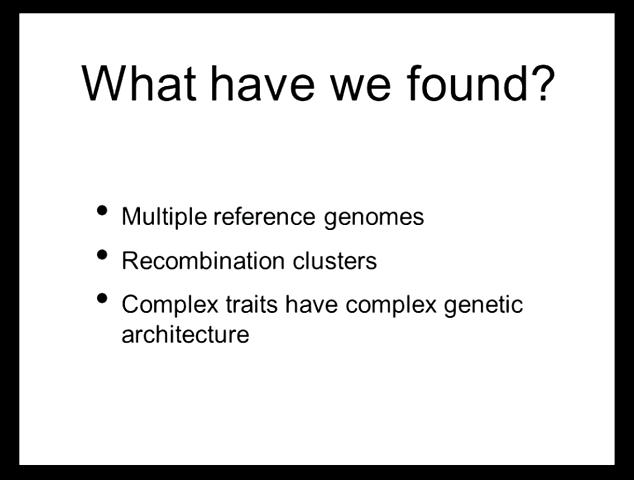 What have we found?
• Multiple reference genomes
• Recombination clusters
• Complex traits have complex genetic
architecture